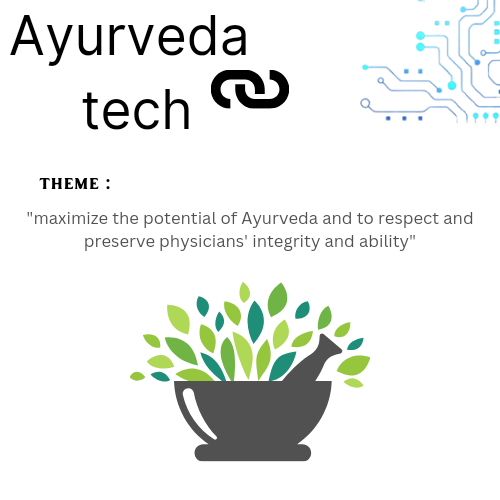 Ayurveda
tech
THEME :
"maximize the potential of Ayurveda and to respect and
preserve physicians' integrity and ability"